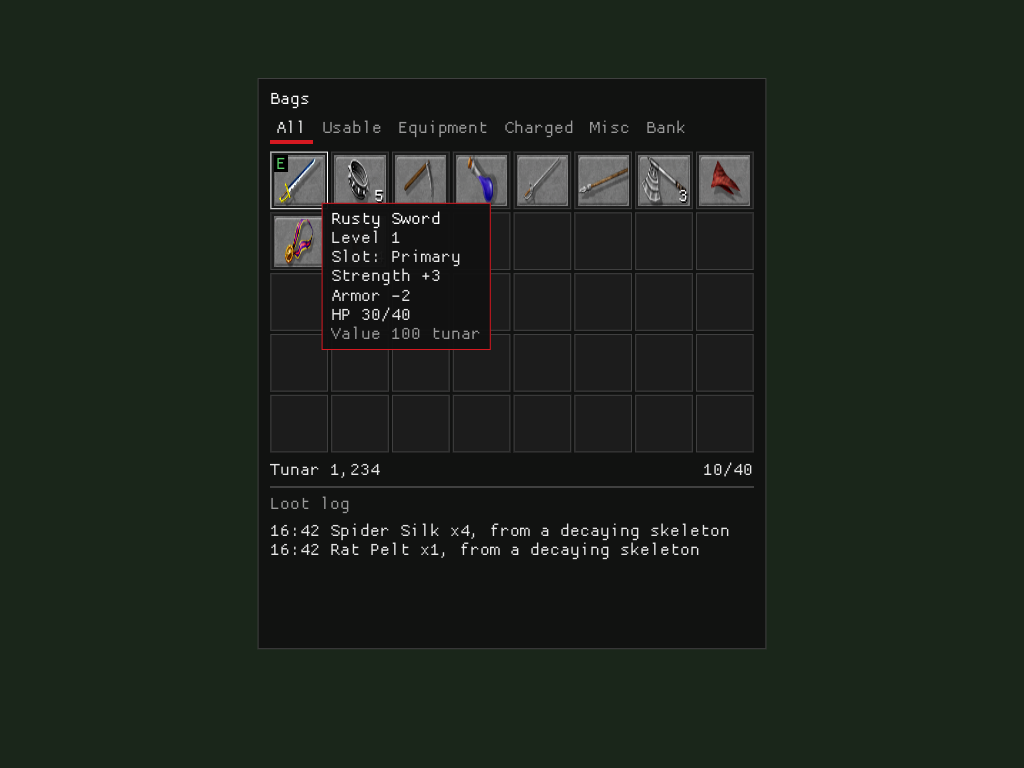 Bags
All Usable Equipment Charged Misc Bank
E
5
3
Rusty Sword
Level 1
Slot: Primary
Strength +3
Armor -2
HP 30/40
Value 100 tunar
Tunar 1,234 10/40
Loot log
16:42 Spider Silk x4, from a decaying skeleton
16:42 Rat Pelt x1, from a decaying skeleton